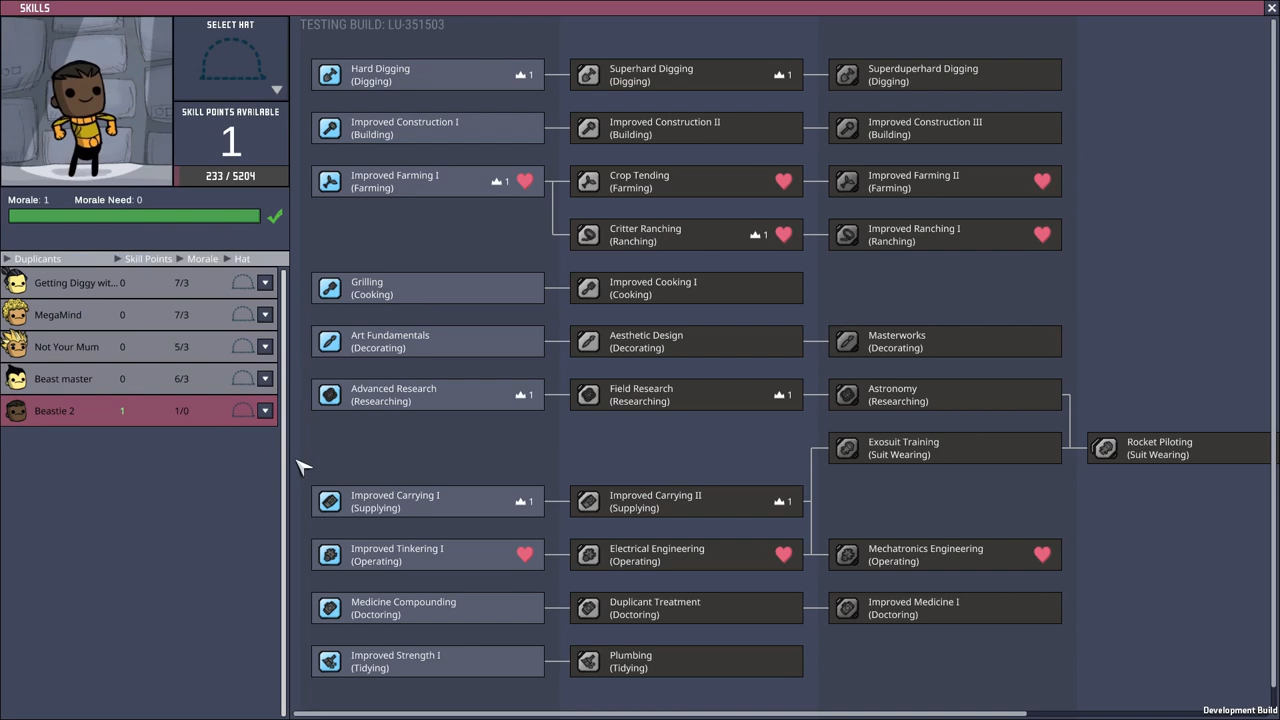 SKILLS
TESTING BUILD: LU-351503
SELECT HAT
SKILL POINTS AVAILABLE
1
233 / 5204
Morale: 1 Morale Need: 0
Duplicants Skill Points Morale Hat
Getting Diggy wit... 0 7/3
MegaMind 0 7/3
Not Your Mum 0 5/3
Beast master 0 6/3
Beastie 2 1 1/0
Hard Digging
(Digging)
1
Superhard Digging
(Digging)
1
Superduperhard Digging
(Digging)
Improved Construction I
(Building)
Improved Construction II
(Building)
Improved Construction III
(Building)
Improved Farming I
(Farming)
1
Crop Tending
(Farming)
Improved Farming II
(Farming)
Critter Ranching
(Ranching)
1
Improved Ranching I
(Ranching)
Grilling
(Cooking)
Improved Cooking I
(Cooking)
Art Fundamentals
(Decorating)
Aesthetic Design
(Decorating)
Masterworks
(Decorating)
Advanced Research
(Researching)
1
Field Research
(Researching)
1
Astronomy
(Researching)
Exosuit Training
(Suit Wearing)
Rocket Piloting
(Suit Wearing)
Improved Carrying I
(Supplying)
1
Improved Carrying II
(Supplying)
1
Improved Tinkering I
(Operating)
Electrical Engineering
(Operating)
Mechatronics Engineering
(Operating)
Medicine Compounding
(Doctoring)
Duplicant Treatment
(Doctoring)
Improved Medicine I
(Doctoring)
Improved Strength I
(Tidying)
Plumbing
(Tidying)
Development Build